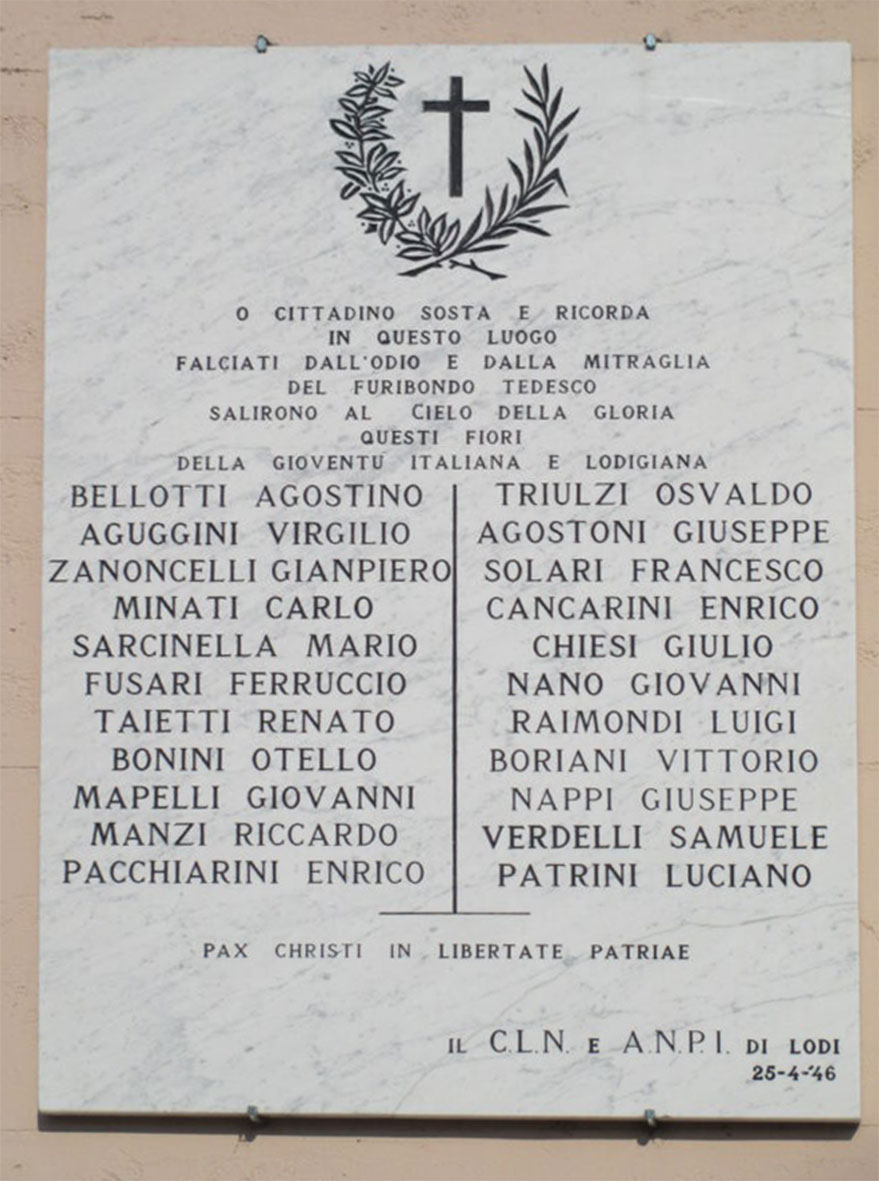 O CITTADINO SOSTA E RICORDA
IN QUESTO LUOGO
FALCIATI DALL'ODIO E DALLA MITRAGLIA
DEL FURIBONDO TEDESCO
SALIRONO AL CIELO DELLA GLORIA
QUESTI FIORI
DELLA GIOVENTÙ ITALIANA E LODIGIANA
BELLOTTI AGOSTINO
AGUGGINI VIRGILIO
ZANONCELLI GIANPIERO
MINATI CARLO
SARCINELLA MARIO
FUSARI FERRUCCIO
TAIETTI RENATO
BONINI OTELLO
MAPELLI GIOVANNI
MANZI RICCARDO
PACCHIARINI ENRICO
TRIULZI OSVALDO
AGOSTONI GIUSEPPE
SOLARI FRANCESCO
CANCARINI ENRICO
CHIESI GIULIO
NANO GIOVANNI
RAIMONDI LUIGI
BORIANI VITTORIO
NAPPI GIUSEPPE
VERDELLI SAMUELE
PATRINI LUCIANO
PAX CHRISTI IN LIBERTATE PATRIAE
IL C.L.N. E A.N.P.I. DI LODI
25-4-'46